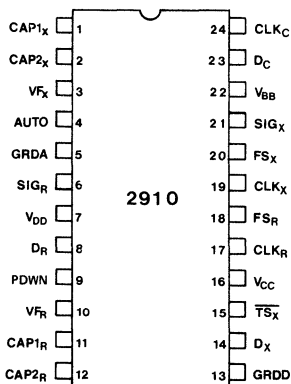 CAP1X 1 24 CLKC
CAP2X 2 23 DC
VFX 3 22 VBB
AUTO 4 21 SIGX
GRDA 5 20 FSX
SIGR 6 19 CLKX
2910
VDD 7 18 FSR
DR 8 17 CLKR
PDWN 9 16 VCC
VFR 10 15 T̅S̅X̅
CAP1R 11 14 DX
CAP2R 12 13 GRDD